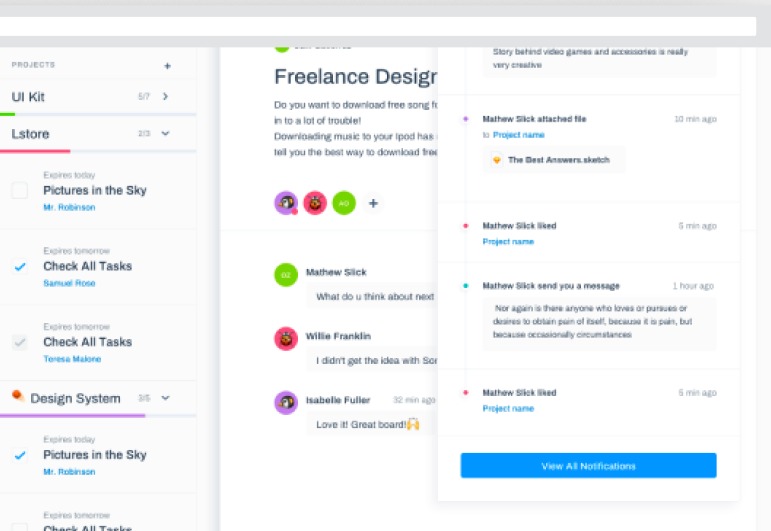 PROJECTS +
UI Kit 5/7
Lstore 2/3
Expires today
Pictures in the Sky
Mr. Robinson
Expires tomorrow
Check All Tasks
Samuel Rose
Expires tomorrow
Check All Tasks
Teresa Malone
Design System 3/5
Expires today
Pictures in the Sky
Mr. Robinson
Expires tomorrow
Check All Tasks
Freelance Design
Do you want to download free song fo
in to a lot of trouble!
Downloading music to your Ipod has
tell you the best way to download free
AO +
OZ
Mathew Slick
What do u think about next
Willie Franklin
I didn't get the idea with Sor
Isabelle Fuller 32 min ago
Love it! Great board!🙌
Story behind video games and accessories is really
very creative
Mathew Slick attached file 10 min ago
to Project name
The Best Answers.sketch
Mathew Slick liked 5 min ago
Project name
Mathew Slick send you a message 1 hour ago
Nor again is there anyone who loves or pursues or
desires to obtain pain of itself, because it is pain, but
because occasionally circumstances
Mathew Slick liked 5 min ago
Project name
View All Notifications